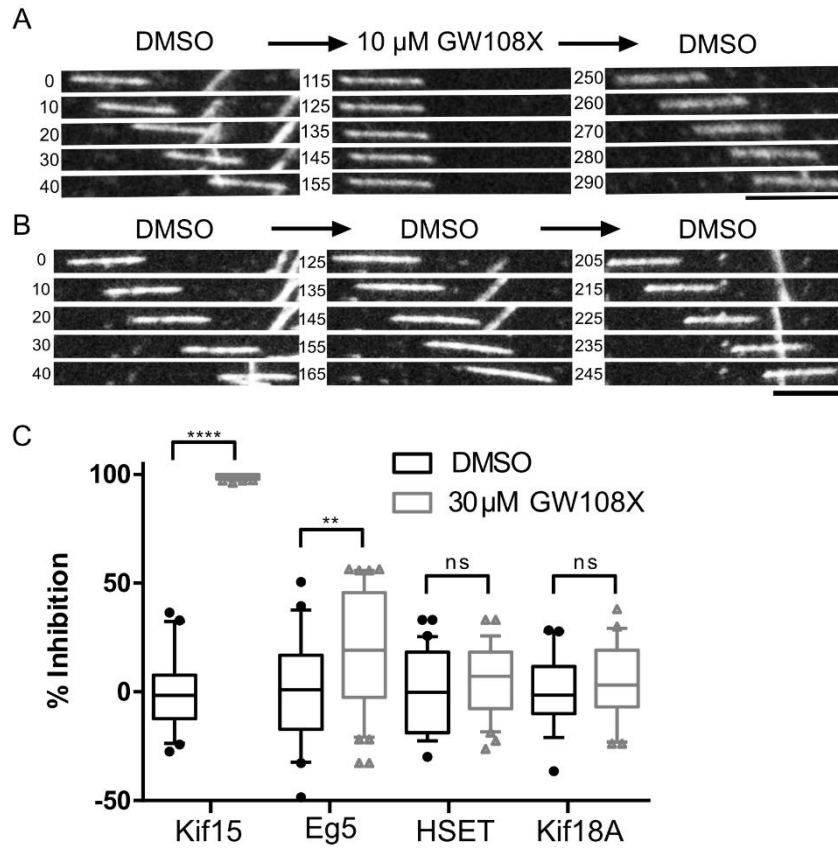 A
DMSO 10 µM GW108X DMSO
0 115 250
10 125 260
20 135 270
30 145 280
40 155 290
B
DMSO DMSO DMSO
0 125 205
10 135 215
20 145 225
30 155 235
40 165 245
C
**** DMSO
100 30µM GW108X
**
50 ns ns
% Inhibition
0
-50
Kif15 Eg5 HSET Kif18A